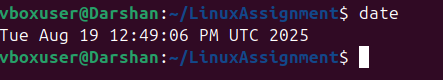 vboxuser@Darshan:~/LinuxAssignment$ date
Tue Aug 19 12:49:06 PM UTC 2025
vboxuser@Darshan:~/LinuxAssignment$